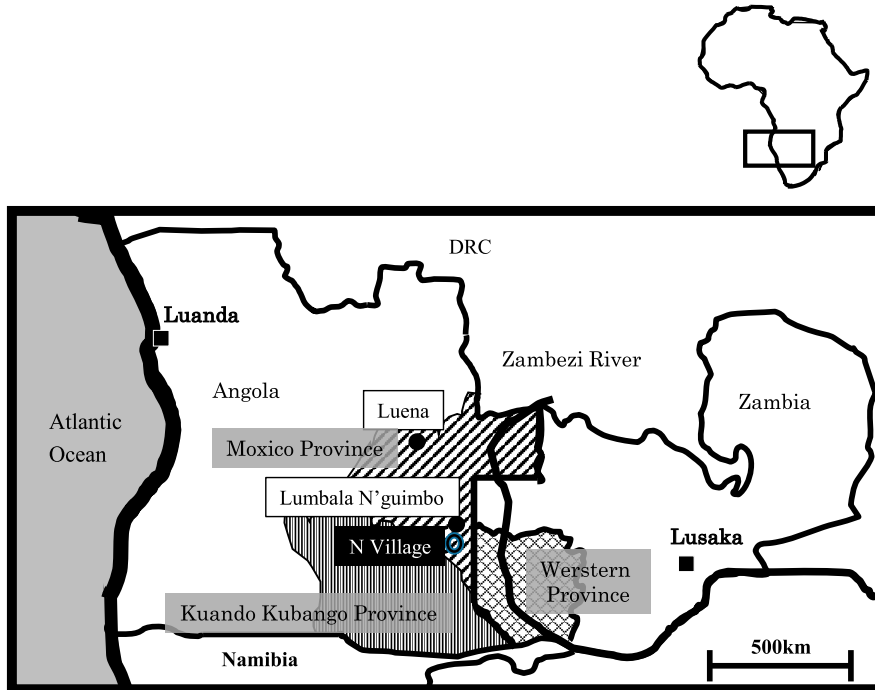 DRC
Luanda
Zambezi River
Angola
Luena
Zambia
Atlantic
Ocean
Moxico Province
Lumbala N'guimbo
N Village
Lusaka
Werstern
Province
Kuando Kubango Province
Namibia
500km